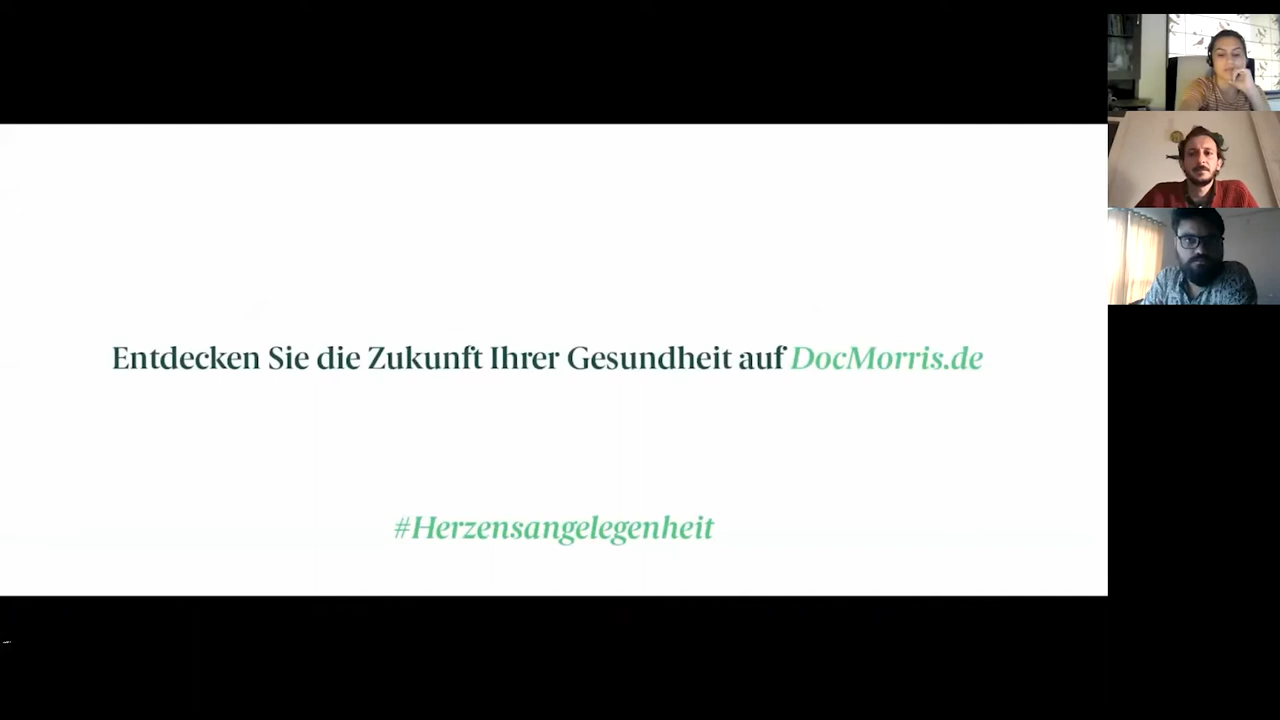 Entdecken Sie die Zukunft Ihrer Gesundheit auf DocMorris.de
#Herzensangelegenheit